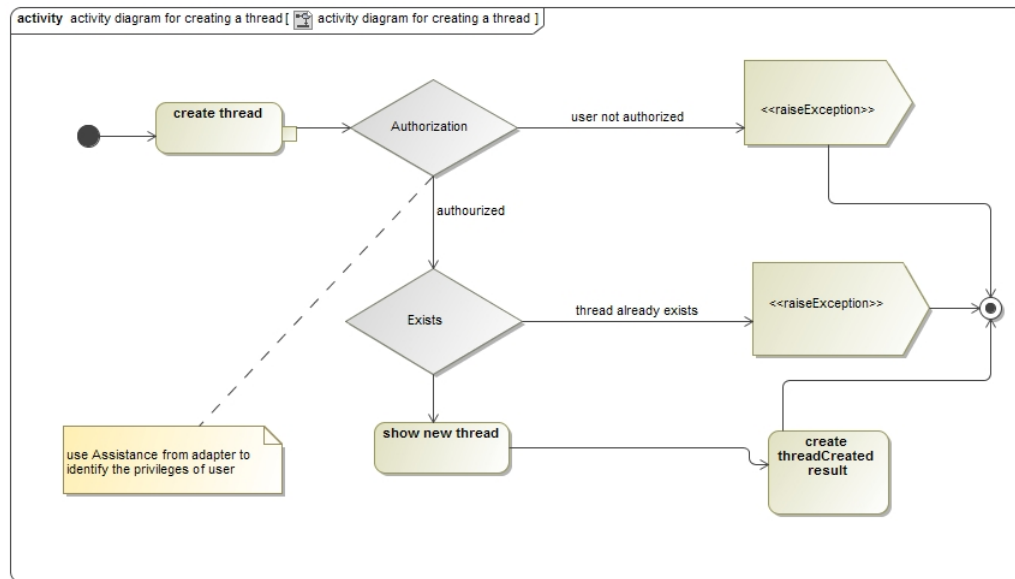 activity activity diagram for creating a thread [ activity diagram for creating a thread ]
create thread
Authorization
user not authorized
<<raiseException>>
authourized
Exists
thread already exists
<<raiseException>>
show new thread
create
threadCreated
result
use Assistance from adapter to
identify the privileges of user